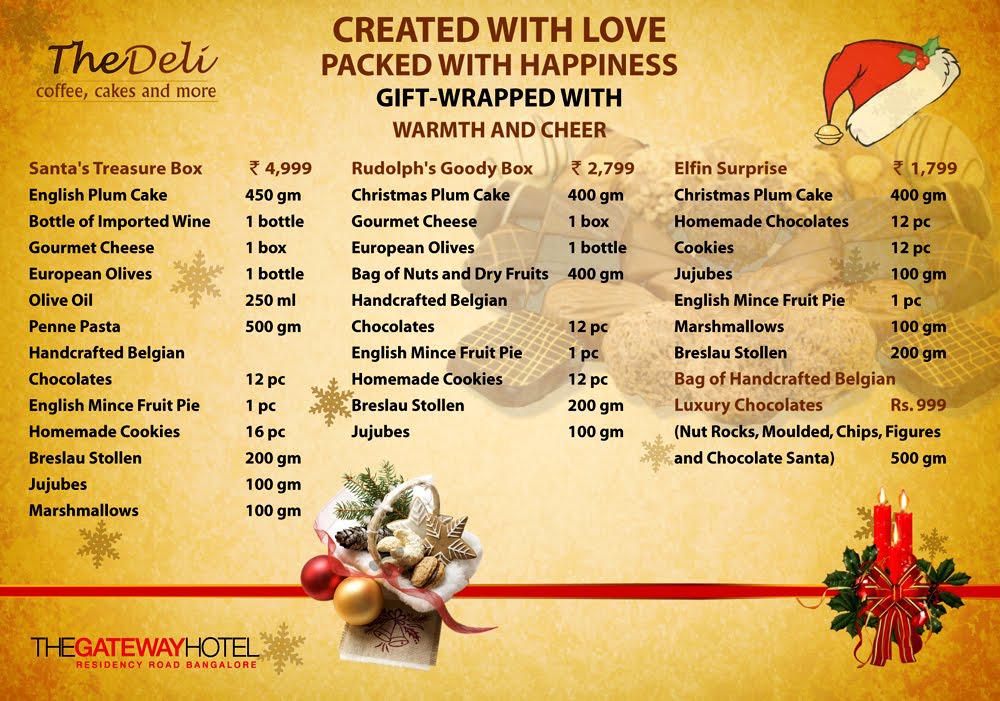 TheDeli
coffee, cakes and more
CREATED WITH LOVE
PACKED WITH HAPPINESS
GIFT-WRAPPED WITH
WARMTH AND CHEER
Santa's Treasure Box ₹ 4,999
English Plum Cake 450 gm
Bottle of Imported Wine 1 bottle
Gourmet Cheese 1 box
European Olives 1 bottle
Olive Oil 250 ml
Penne Pasta 500 gm
Handcrafted Belgian
Chocolates 12 pc
English Mince Fruit Pie 1 pc
Homemade Cookies 16 pc
Breslau Stollen 200 gm
Jujubes 100 gm
Marshmallows 100 gm
Rudolph's Goody Box ₹ 2,799
Christmas Plum Cake 400 gm
Gourmet Cheese 1 box
European Olives 1 bottle
Bag of Nuts and Dry Fruits 400 gm
Handcrafted Belgian
Chocolates 12 pc
English Mince Fruit Pie 1 pc
Homemade Cookies 12 pc
Breslau Stollen 200 gm
Jujubes 100 gm
Elfin Surprise ₹ 1,799
Christmas Plum Cake 400 gm
Homemade Chocolates 12 pc
Cookies 12 pc
Jujubes 100 gm
English Mince Fruit Pie 1 pc
Marshmallows 100 gm
Breslau Stollen 200 gm
Bag of Handcrafted Belgian
Luxury Chocolates Rs. 999
(Nut Rocks, Moulded, Chips, Figures
and Chocolate Santa) 500 gm
THEGATEWAYHOTEL
RESIDENCY ROAD BANGALORE